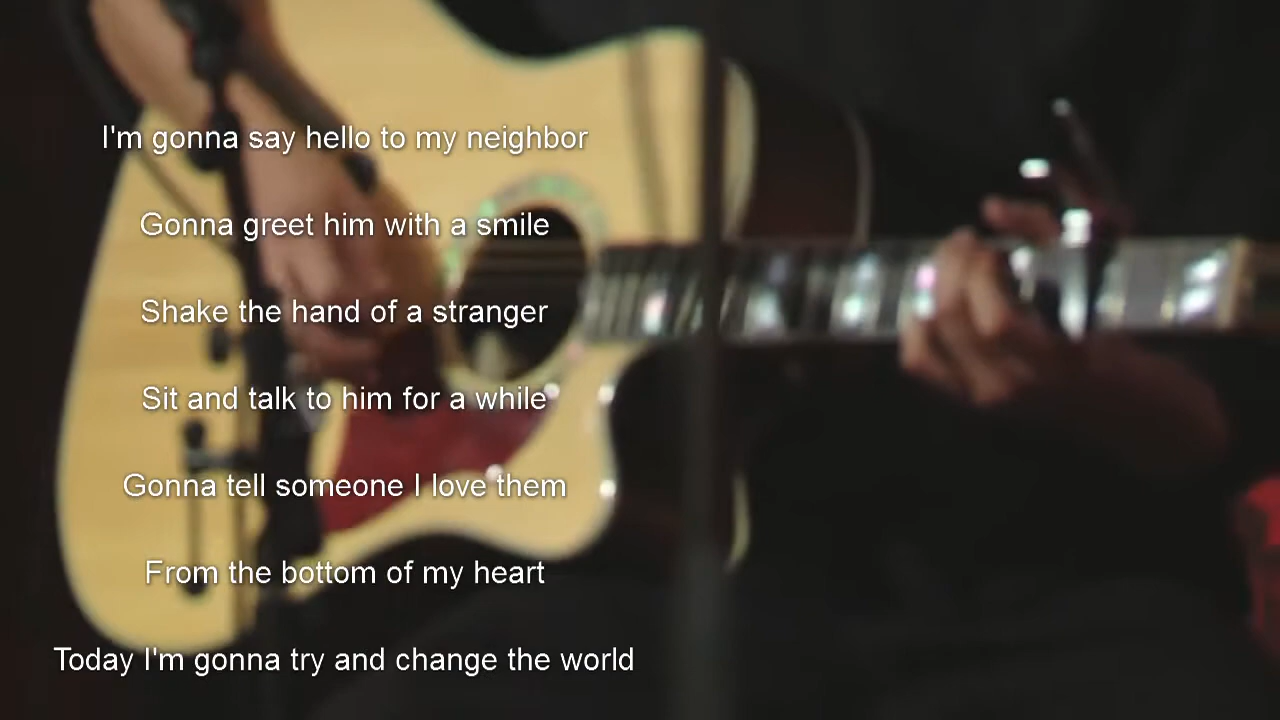 I'm gonna say hello to my neighbor
Gonna greet him with a smile
Shake the hand of a stranger
Sit and talk to him for a while
Gonna tell someone I love them
From the bottom of my heart
Today I'm gonna try and change the world